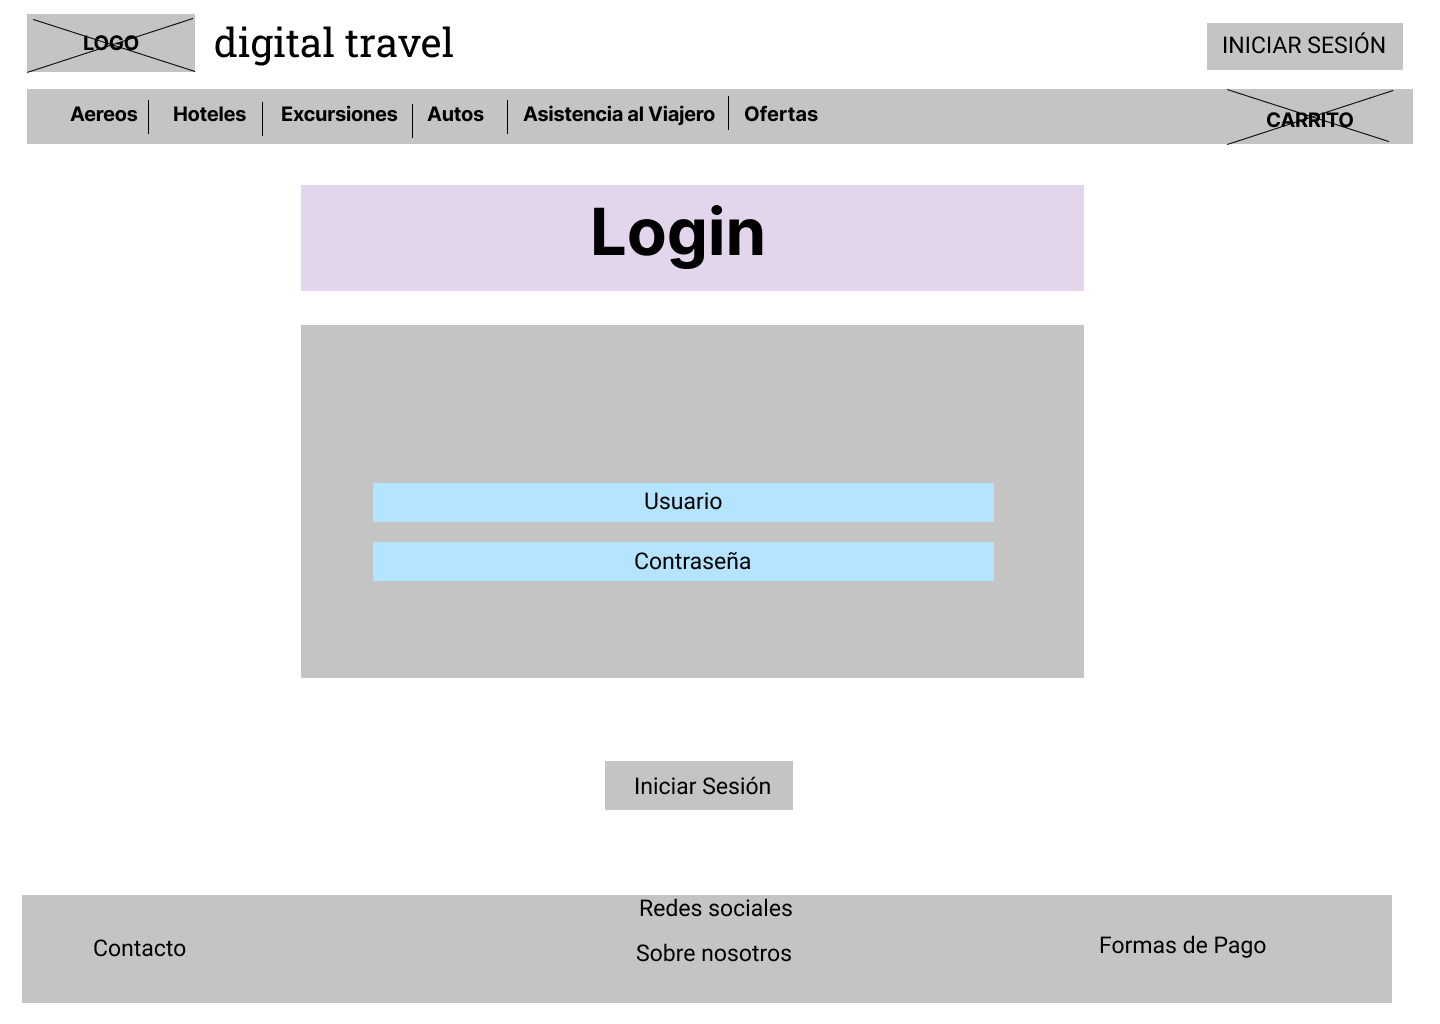 LOGO
digital travel
INICIAR SESIÓN
Aereos
Hoteles
Excursiones
Autos
Asistencia al Viajero
Ofertas
CARRITO
Login
Usuario
Contraseña
Iniciar Sesión
Redes sociales
Contacto
Sobre nosotros
Formas de Pago